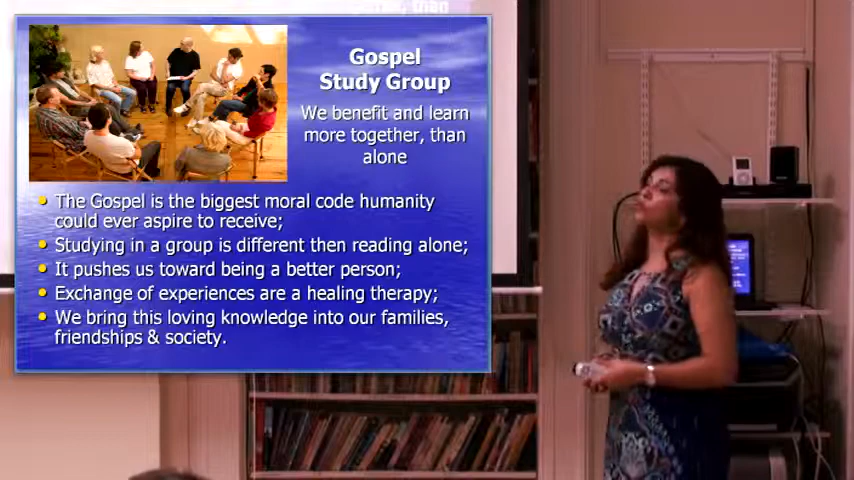 Gospel
Study Group
We benefit and learn
more together, than
alone
• The Gospel is the biggest moral code humanity
could ever aspire to receive;
• Studying in a group is different then reading alone;
• It pushes us toward being a better person;
• Exchange of experiences are a healing therapy;
• We bring this loving knowledge into our families,
friendships & society.